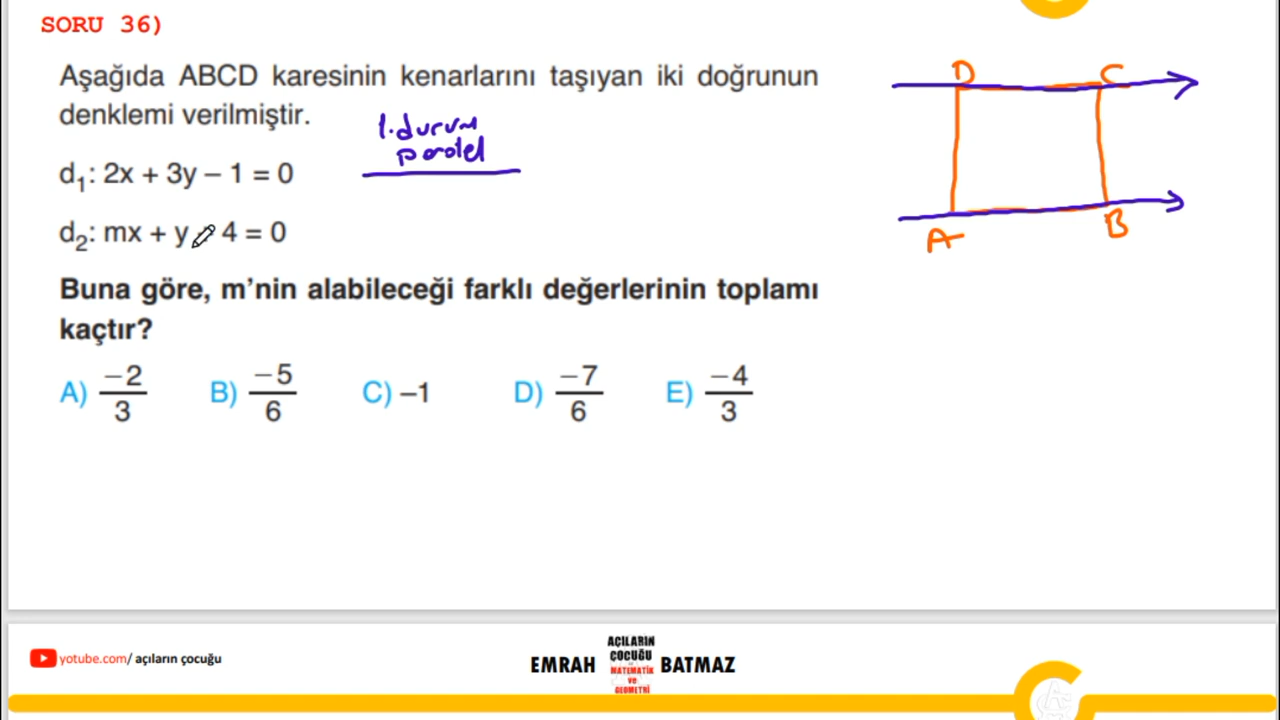 SORU 36)
Aşağıda ABCD karesinin kenarlarını taşıyan iki doğrunun
denklemi verilmiştir.
1.durum
paralel
d₁: 2x + 3y – 1 = 0
d₂: mx + y 4 = 0
Buna göre, m’nin alabileceği farklı değerlerinin toplamı
kaçtır?
A) −2/3 B) −5/6 C) –1 D) −7/6 E) −4/3
D C
A B
yotube.com/ açıların çocuğu
EMRAH
AÇILARIN
ÇOCUĞU
MATEMATİK
ve
GEOMETRİ
BATMAZ